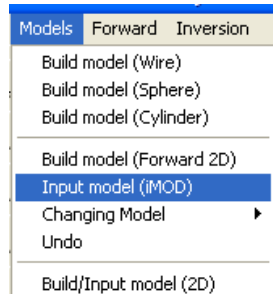 Models Forward Inversion
Build model (Wire)
Build model (Sphere)
Build model (Cylinder)
Build model (Forward 2D)
Input model (iMOD)
Changing Model
Undo
Build/Input model (2D)